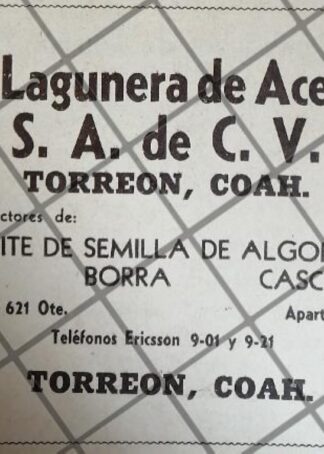 Lagunera de Ace
S. A. de C. V.
TORREON, COAH.
ctores de:
ITE DE SEMILLA DE ALGO
BORRA CASC
621 Ote. Apart
Teléfonos Ericsson 9-01 y 9-21
TORREON, COAH.